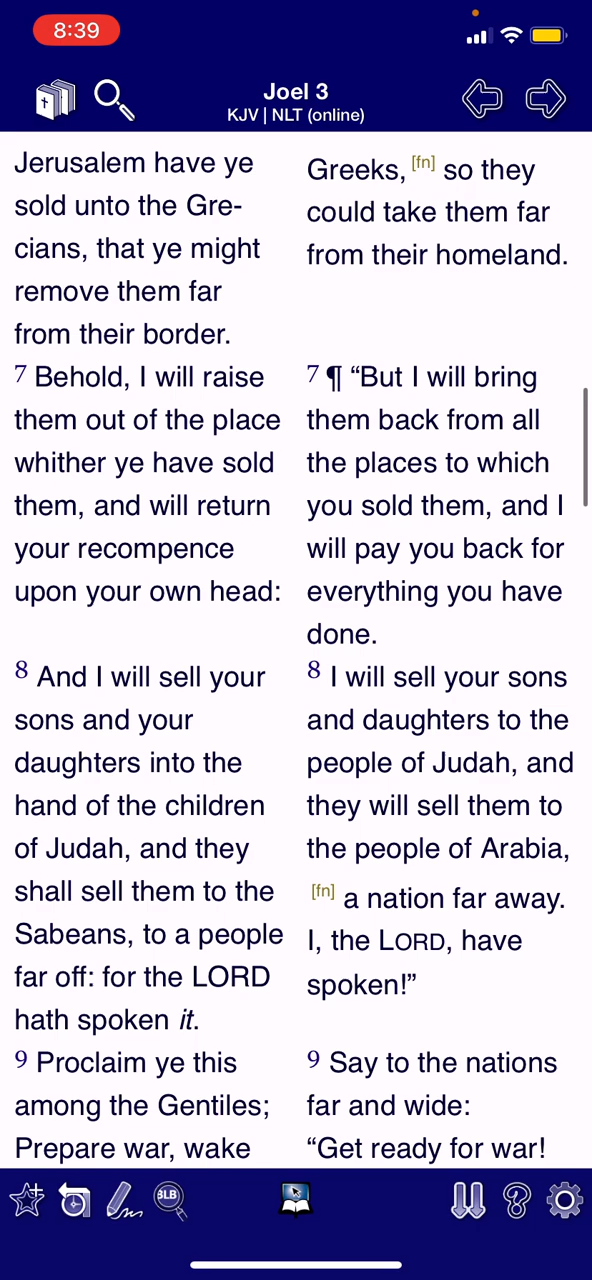 8:39
Joel 3
KJV | NLT (online)
Jerusalem have ye
sold unto the Gre-
cians, that ye might
remove them far
from their border.
7 Behold, I will raise
them out of the place
whither ye have sold
them, and will return
your recompence
upon your own head:
8 And I will sell your
sons and your
daughters into the
hand of the children
of Judah, and they
shall sell them to the
Sabeans, to a people
far off: for the LORD
hath spoken it.
9 Proclaim ye this
among the Gentiles;
Prepare war, wake
Greeks, [fn] so they
could take them far
from their homeland.
7 ¶ “But I will bring
them back from all
the places to which
you sold them, and I
will pay you back for
everything you have
done.
8 I will sell your sons
and daughters to the
people of Judah, and
they will sell them to
the people of Arabia,
[fn] a nation far away.
I, the LORD, have
spoken!”
9 Say to the nations
far and wide:
“Get ready for war!
BLB